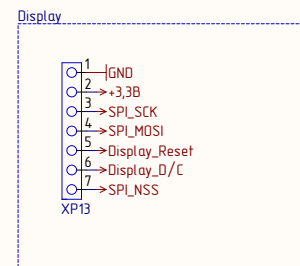 Display
1 GND
2 +3,3В
3 SPI_SCK
4 SPI_MOSI
5 Display_Reset
6 Display_D/C
7 SPI_NSS
XP13